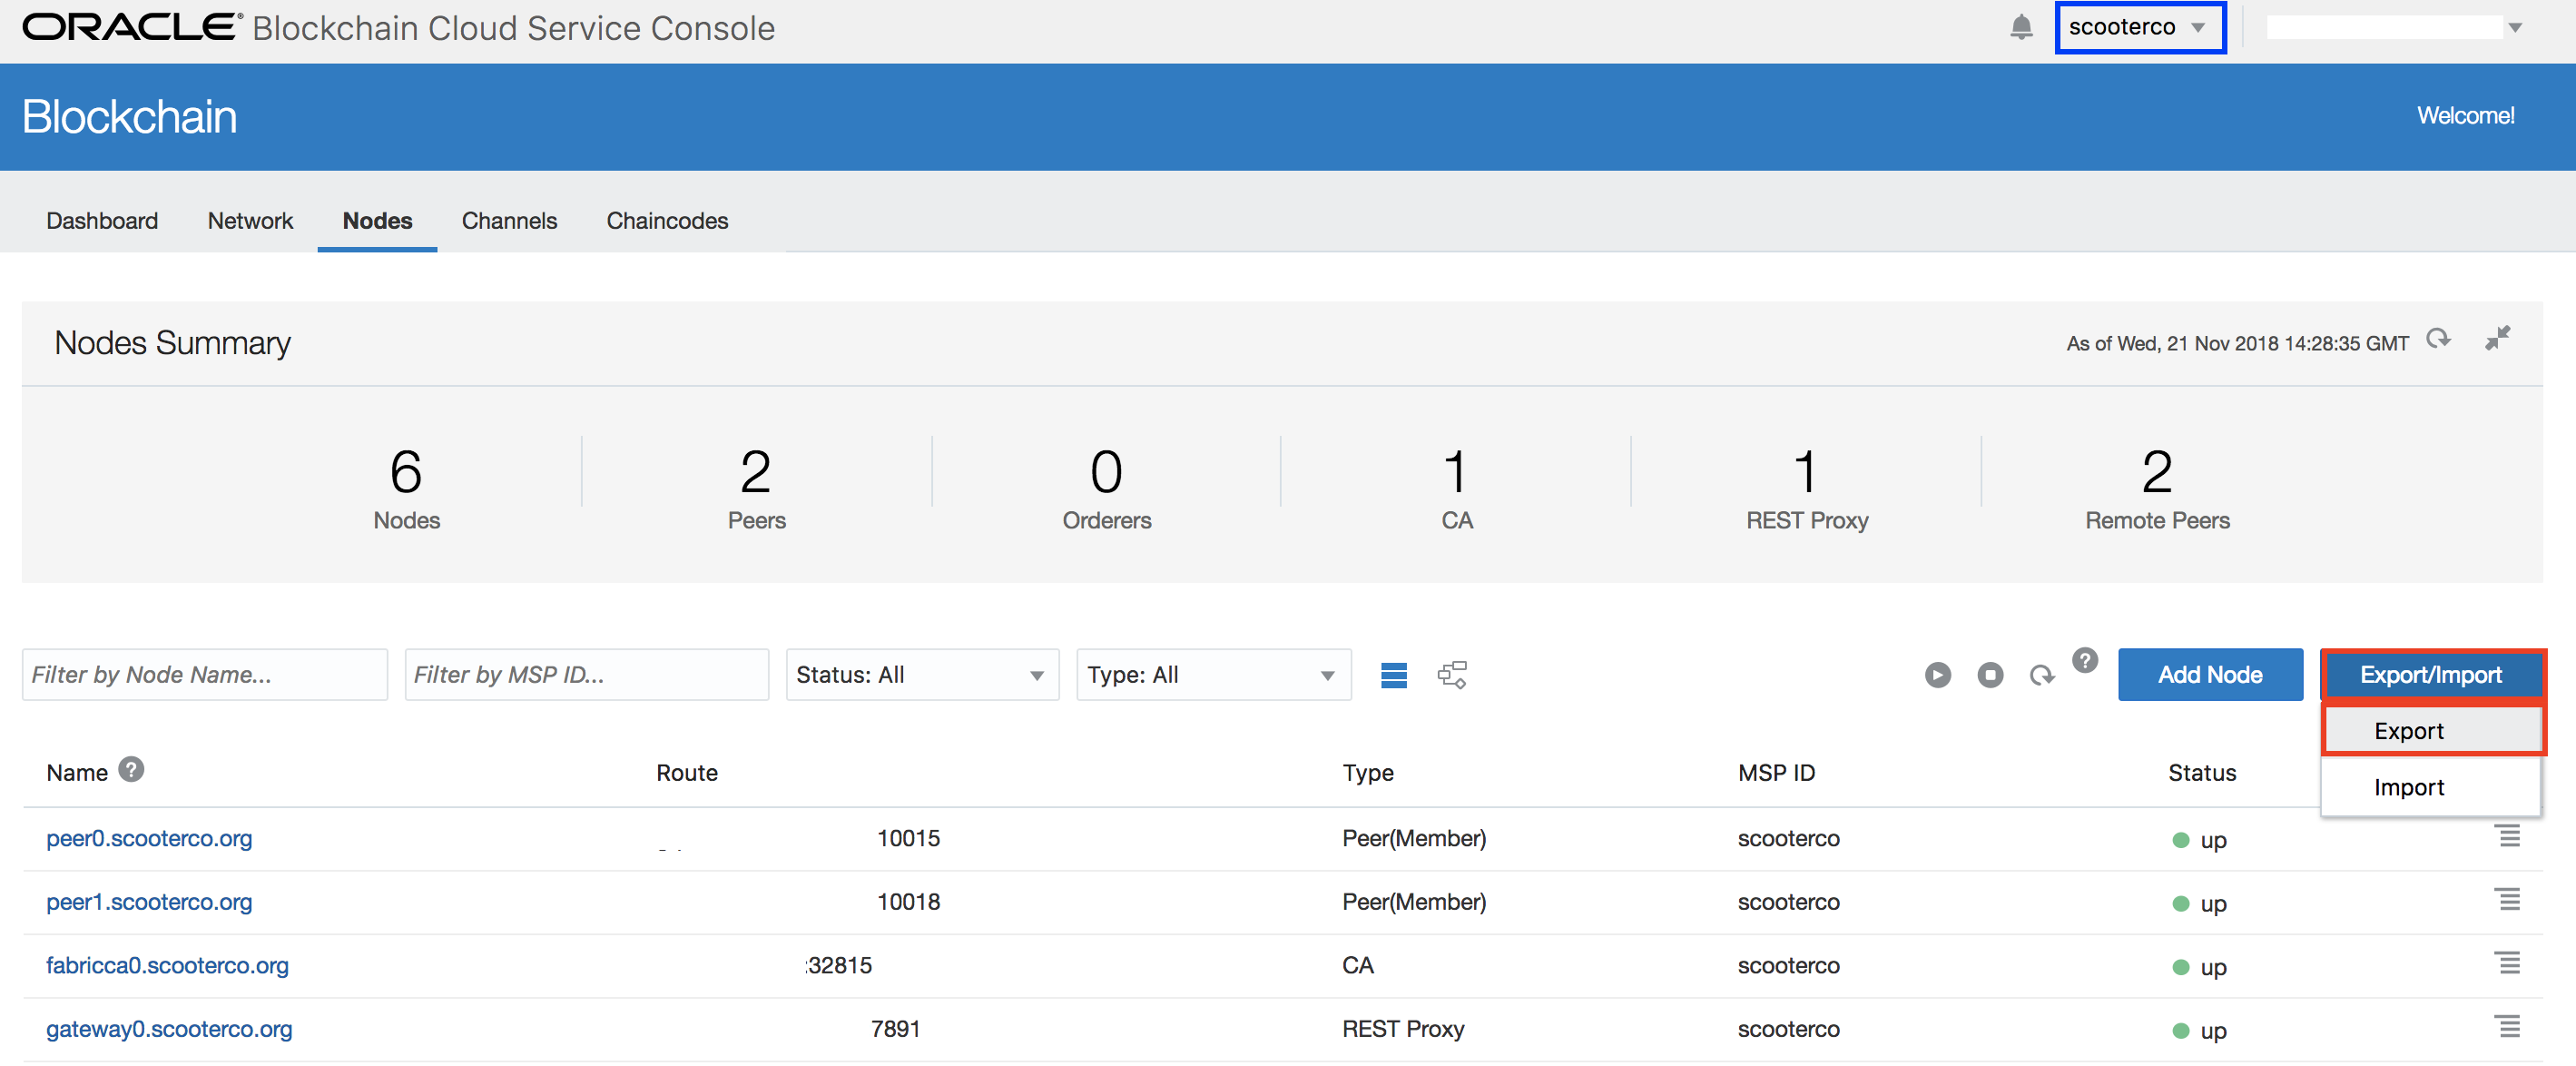 ORACLE® Blockchain Cloud Service Console
scooterco
Blockchain
Welcome!
Dashboard Network Nodes Channels Chaincodes
Nodes Summary
As of Wed, 21 Nov 2018 14:28:35 GMT
6 2 0 1 1 2
Nodes Peers Orderers CA REST Proxy Remote Peers
Filter by Node Name... Filter by MSP ID... Status: All Type: All ? Add Node Export/Import
Export
Import
Name ? Route Type MSP ID Status
peer0.scooterco.org 10015 Peer(Member) scooterco up
peer1.scooterco.org 10018 Peer(Member) scooterco up
fabricca0.scooterco.org :32815 CA scooterco up
gateway0.scooterco.org 7891 REST Proxy scooterco up